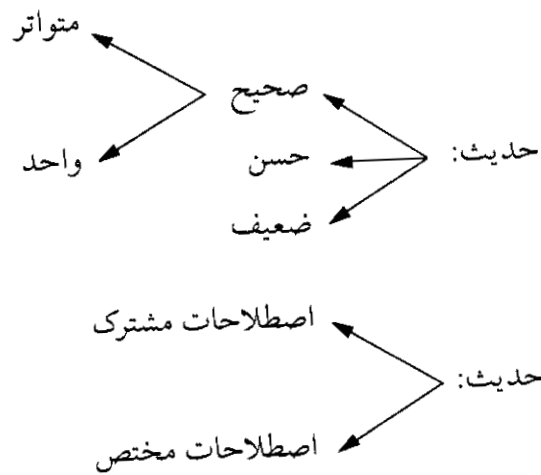 متواتر
صحیح
حدیث:
حسن
واحد
ضعیف
اصطلاحات مشترک
حدیث:
اصطلاحات مختص